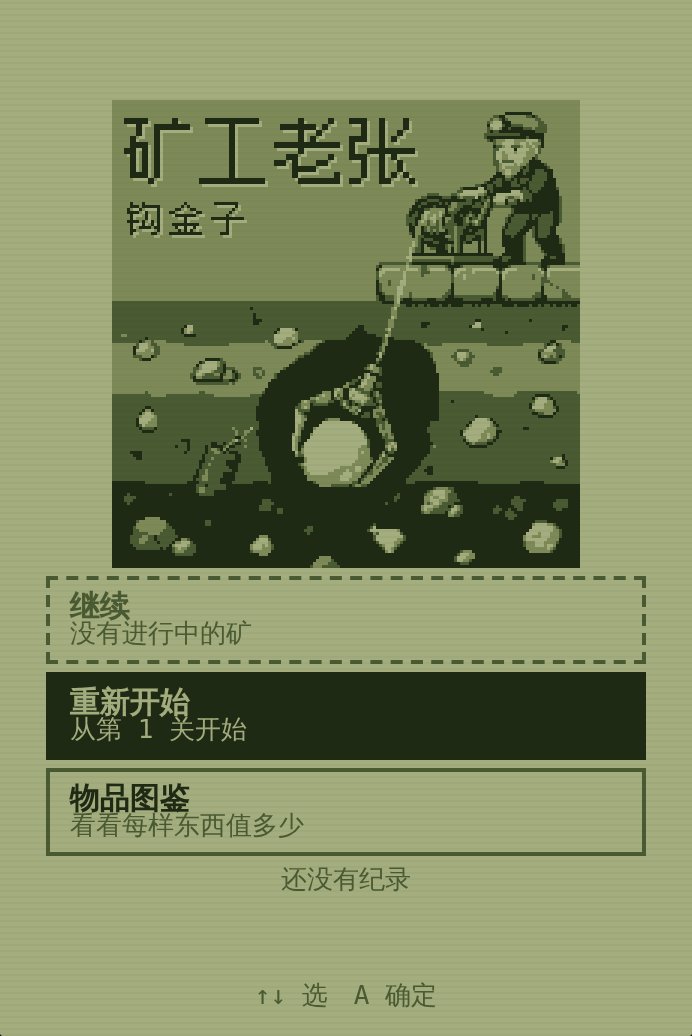 矿工老张
钩金子
继续
没有进行中的矿
重新开始
从第 1 关开始
物品图鉴
看看每样东西值多少
还没有纪录
↑↓ 选 A 确定